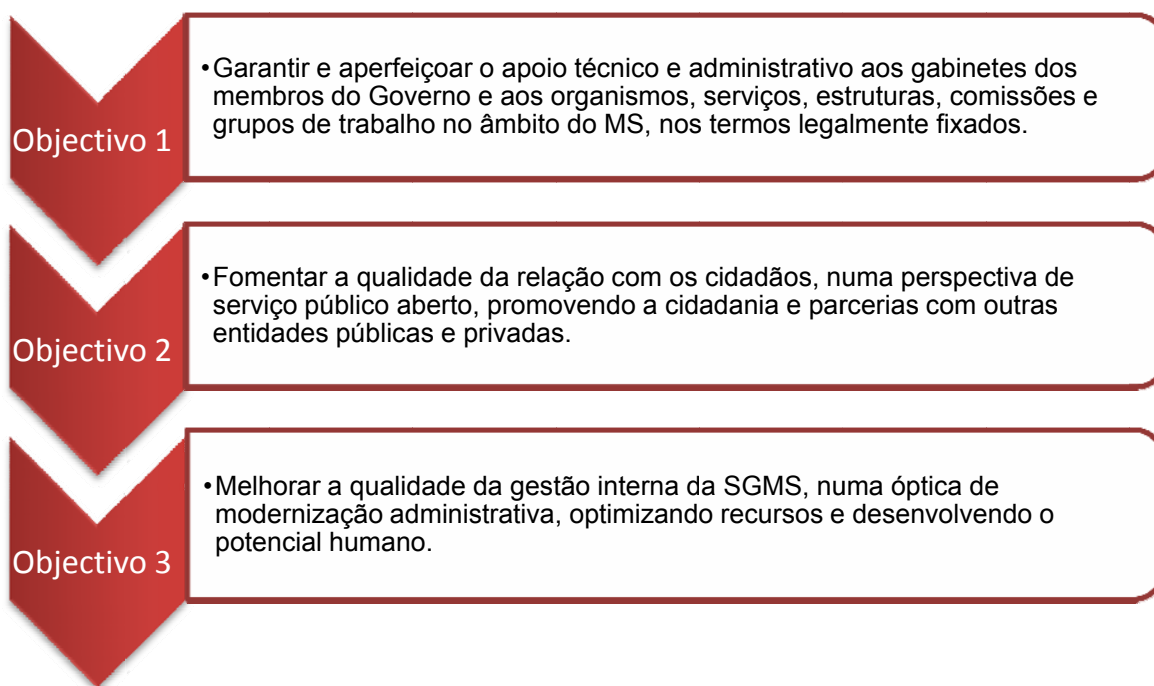 Objectivo 1
•Garantir e aperfeiçoar o apoio técnico e administrativo aos gabinetes dos
membros do Governo e aos organismos, serviços, estruturas, comissões e
grupos de trabalho no âmbito do MS, nos termos legalmente fixados.
Objectivo 2
•Fomentar a qualidade da relação com os cidadãos, numa perspectiva de
serviço público aberto, promovendo a cidadania e parcerias com outras
entidades públicas e privadas.
Objectivo 3
•Melhorar a qualidade da gestão interna da SGMS, numa óptica de
modernização administrativa, optimizando recursos e desenvolvendo o
potencial humano.